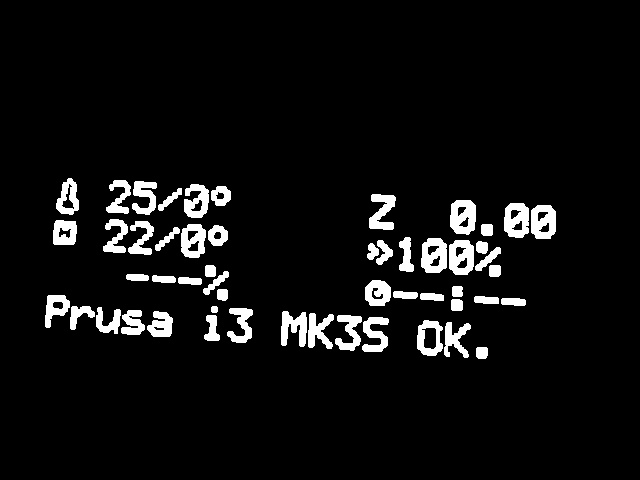 25/0° Z 0.00
22/0° »100%
---% --:--
Prusa i3 MK3S OK.